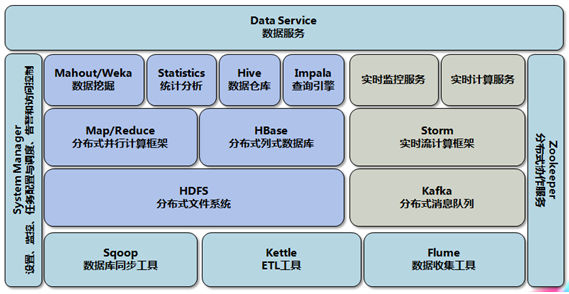 Data Service
数据服务
System Manager
设置、监控、任务配置与调度、告警和访问控制
Mahout/Weka
数据挖掘
Statistics
统计分析
Hive
数据仓库
Impala
查询引擎
实时监控服务
实时计算服务
Map/Reduce
分布式并行计算框架
HBase
分布式列式数据库
Storm
实时流计算框架
HDFS
分布式文件系统
Kafka
分布式消息队列
Sqoop
数据库同步工具
Kettle
ETL工具
Flume
数据收集工具
Zookeeper
分布式协作服务